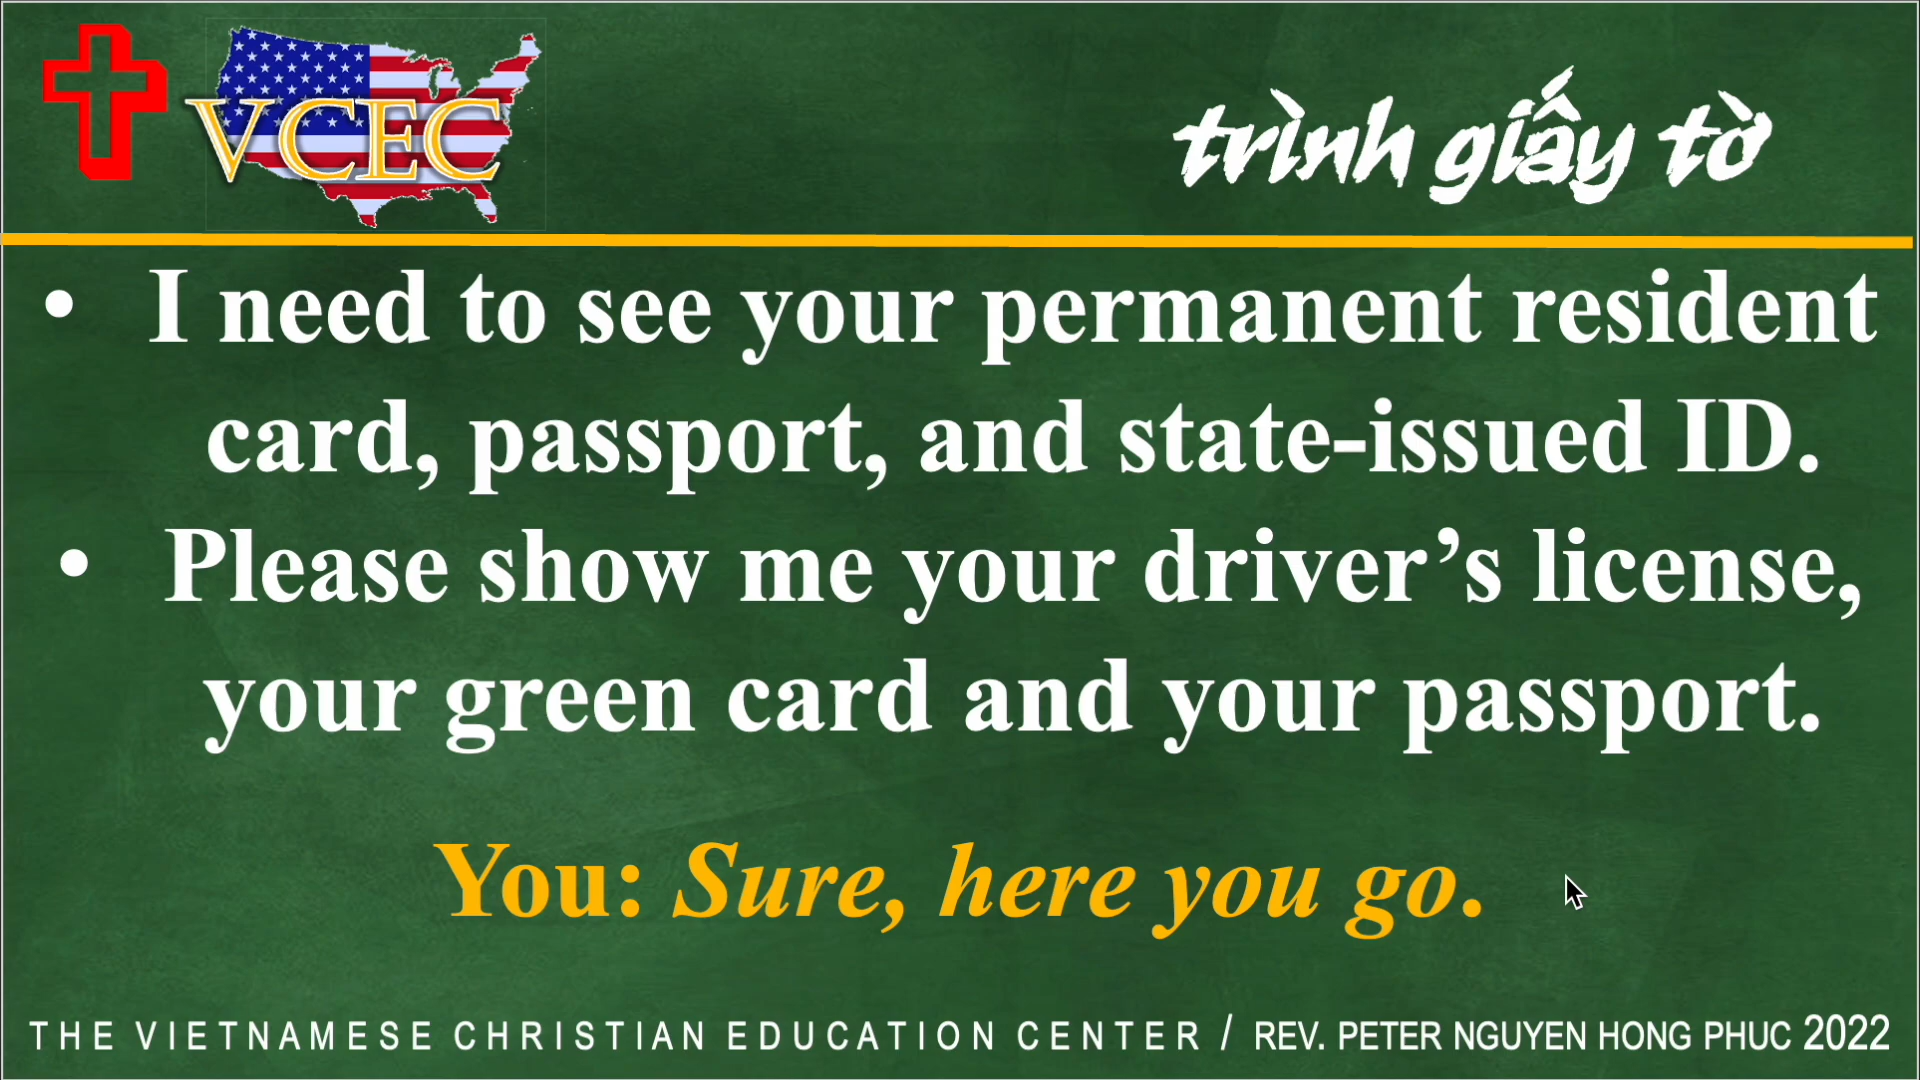 VCEC
trình giấy tờ
• I need to see your permanent resident
card, passport, and state-issued ID.
• Please show me your driver’s license,
your green card and your passport.
You: Sure, here you go.
THE VIETNAMESE CHRISTIAN EDUCATION CENTER / REV. PETER NGUYEN HONG PHUC 2022